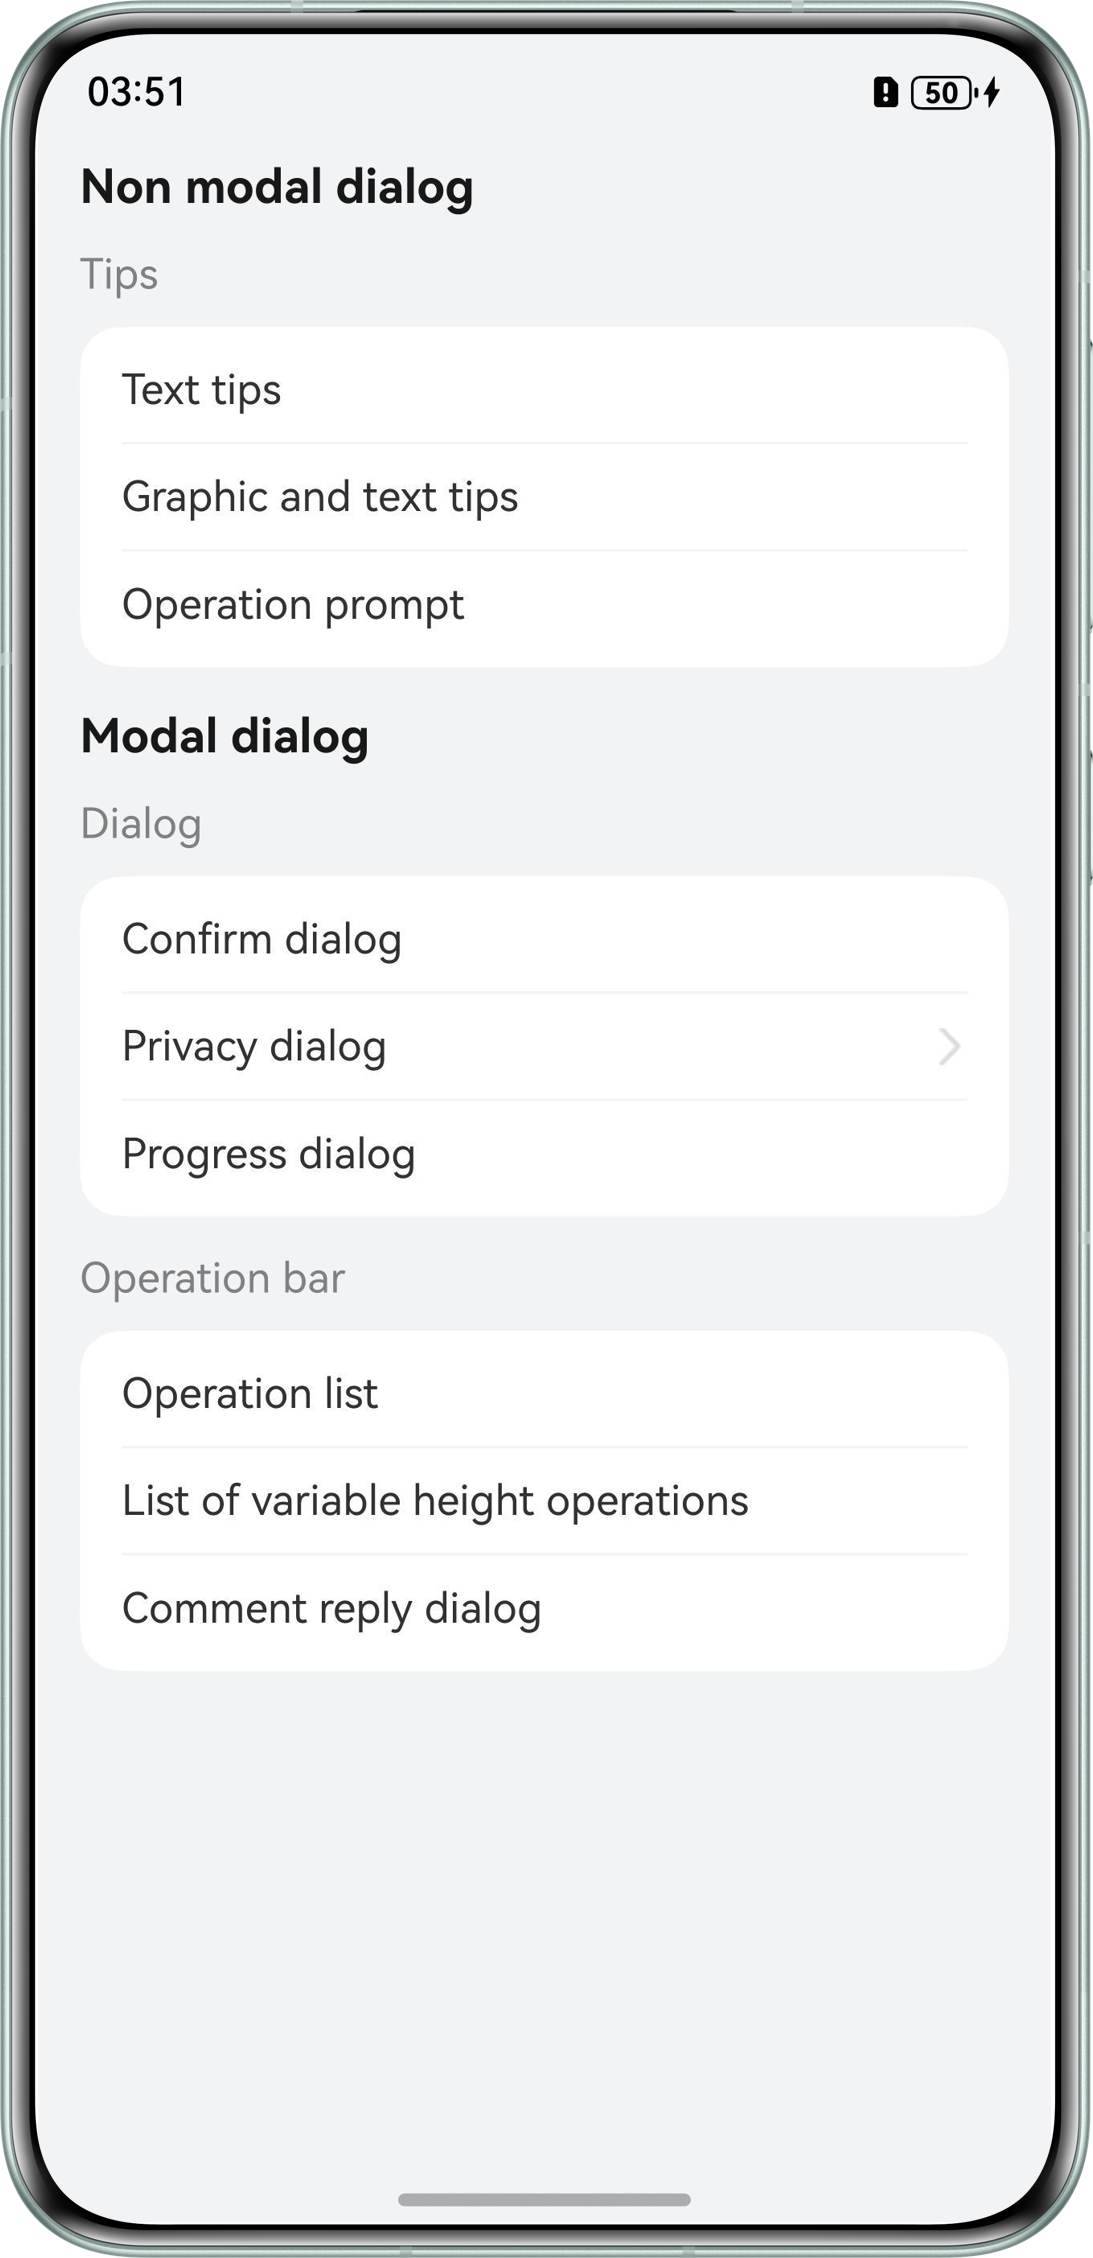 03:51
50
Non modal dialog
Tips
Text tips
Graphic and text tips
Operation prompt
Modal dialog
Dialog
Confirm dialog
Privacy dialog
Progress dialog
Operation bar
Operation list
List of variable height operations
Comment reply dialog